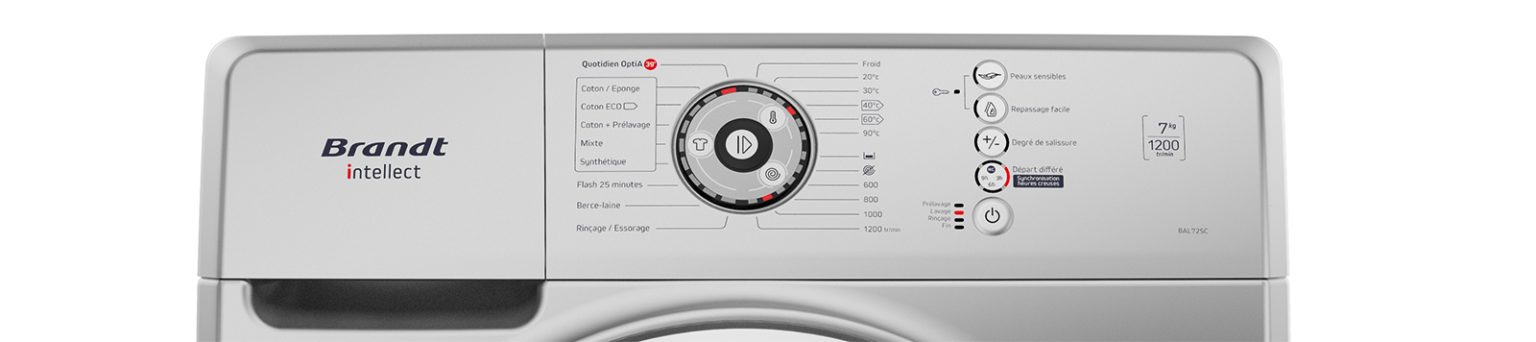 Brandt
intellect
Quotidien OptiA 39'
Coton / Eponge
Coton ECO
Coton + Prélavage
Mixte
Synthétique
Flash 25 minutes
Berce-laine
Rinçage / Essorage
Froid
20°c
30°c
40°c
60°c
90°c
600
800
1000
1200 tr/min
Peaux sensibles
Repassage facile
+/- Degré de salissure
Départ différé
Synchronisation
heures creuses
9h 3h
6h
Prélavage
Lavage
Rinçage
Fin
7 kg
1200
tr/min
BAL72SC